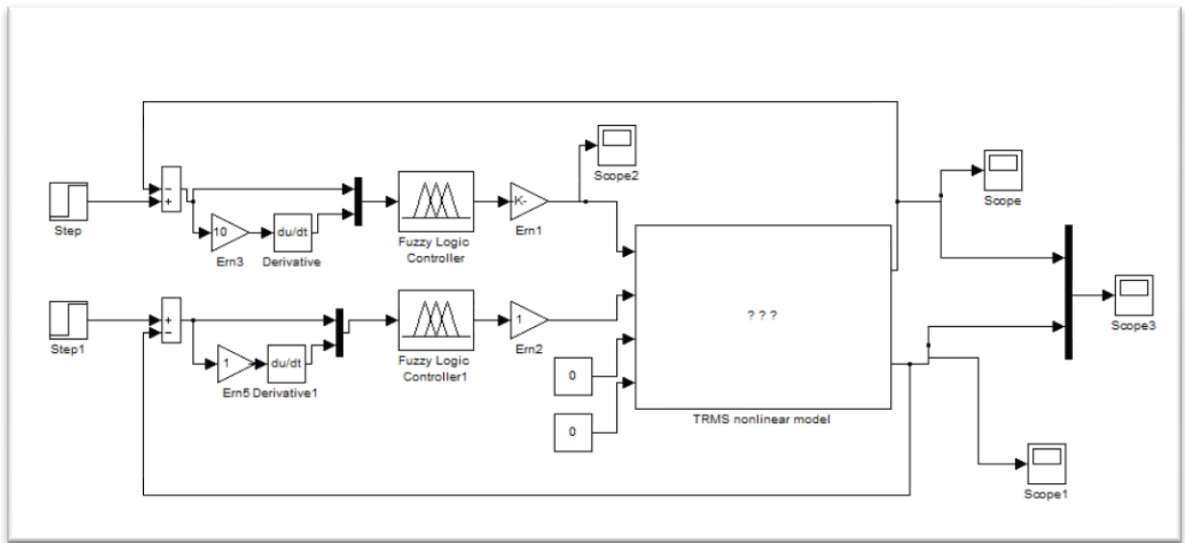 Scope2
Scope
Step
-
+
10
du/dt
Ern3
Derivative
Fuzzy Logic
Controller
-K-
Ern1
Step1
+
-
1
du/dt
Ern5
Derivative1
Fuzzy Logic
Controller1
1
Ern2
0
0
? ? ?
TRMS nonlinear model
Scope3
Scope1